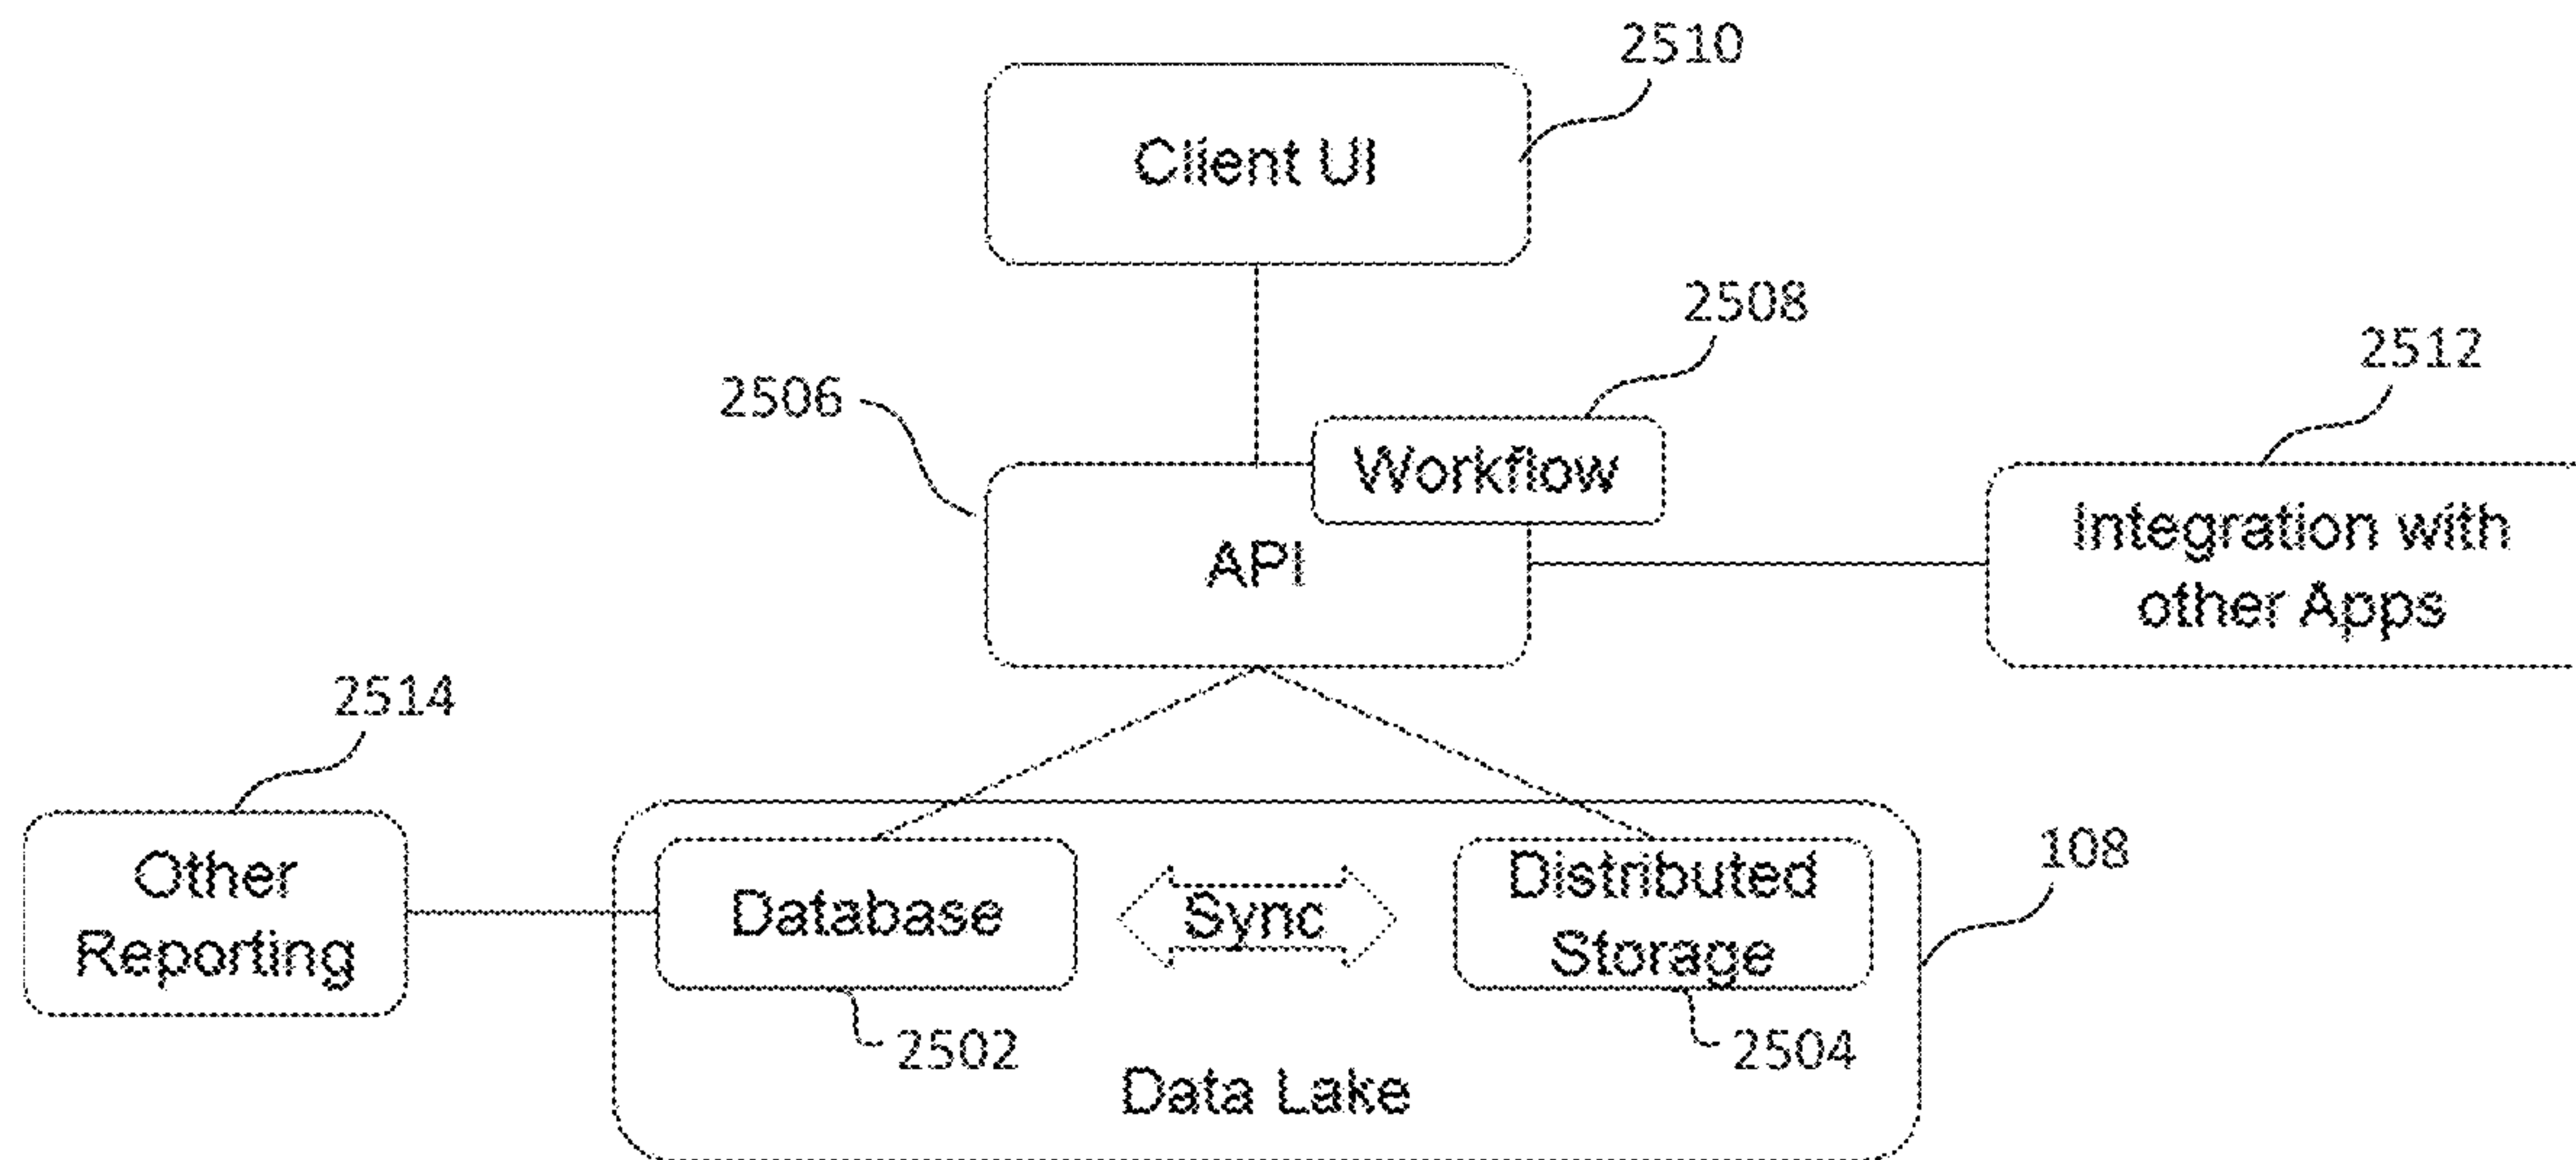 2510
Client UI
2508
2512
2506
Workflow
Integration with
other Apps
API
2514
108
Other
Reporting
Database
Sync
Distributed
Storage
2502
2504
Data Lake